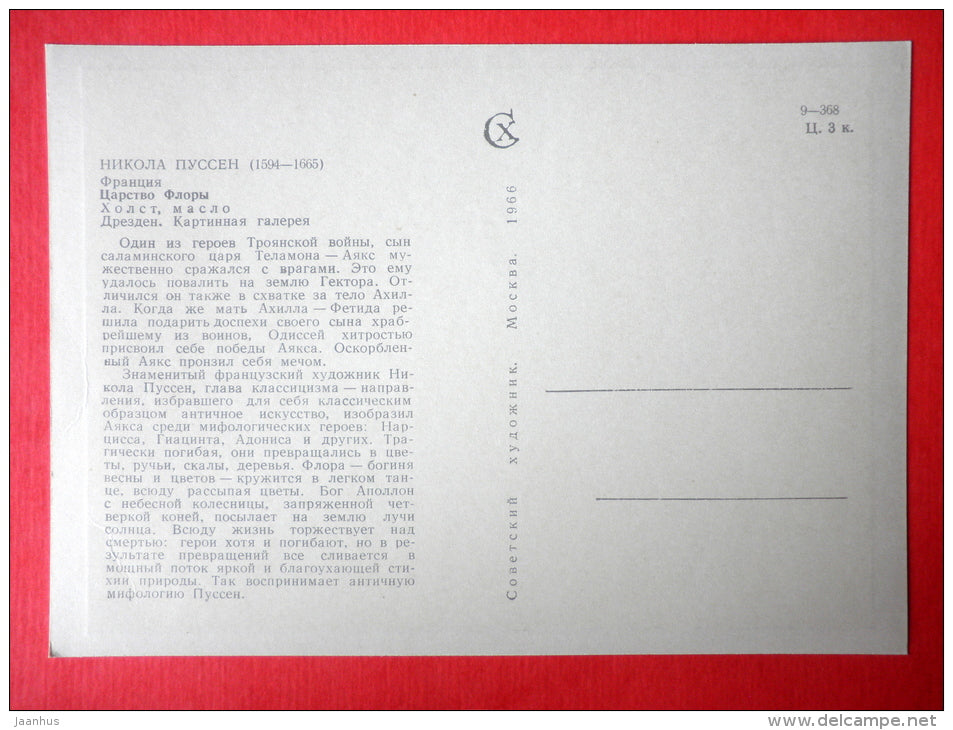 НИКОЛА ПУССЕН (1594—1665)
Франция
Царство Флоры
Холст, масло
Дрезден. Картинная галерея
Один из героев Троянской войны, сын
саламинского царя Теламона — Аякс му-
жественно сражался с врагами. Это ему
удалось повалить на землю Гектора. От-
личился он также в схватке за тело Ахил-
ла. Когда же мать Ахилла — Фетида ре-
шила подарить доспехи своего сына храб-
рейшему из воинов, Одиссей хитростью
присвоил себе победы Аякса. Оскорблен-
ный Аякс пронзил себя мечом.
Знаменитый французский художник Ни-
кола Пуссен, глава классицизма — направ-
ления, избравшего для себя классическим
образцом античное искусство, изобразил
Аякса среди мифологических героев: Нар-
цисса, Гиацинта, Адониса и других. Тра-
гически погибая, они превращались в цве-
ты, ручьи, скалы, деревья. Флора — богиня
весны и цветов — кружится в легком тан-
це, всюду рассыпая цветы. Бог Аполлон
с небесной колесницы, запряженной чет-
веркой коней, посылает на землю лучи
солнца. Всюду жизнь торжествует над
смертью: герои хотя и погибают, но в ре-
зультате превращений все сливается в
мощный поток яркой и благоухающей сти-
хии природы. Так воспринимает античную
мифологию Пуссен.
СХ
Советский художник. Москва. 1966
9—368
Ц. 3 к.
jaanhus
delcampe.net